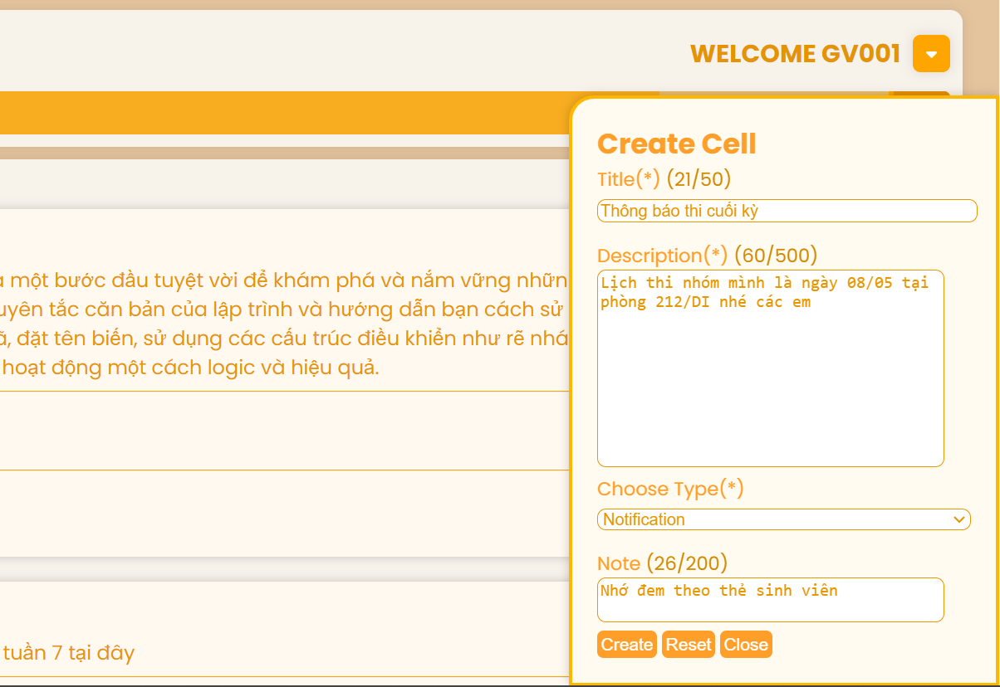 WELCOME GV001
một bước đầu tuyệt vời để khám phá và nắm vững
tắc căn bản của lập trình và hướng dẫn bạn cách sử
đặt tên biến, sử dụng các cấu trúc điều khiển như rẽ
hoạt động một cách logic và hiệu quả.
tuần 7 tại đây
Create Cell
Title(*) (21/50)
Thông báo thi cuối kỳ
Description(*) (60/500)
Lịch thi nhóm mình là ngày 08/05 tại
phòng 212/DI nhé các em
Choose Type(*)
Notification
Note (26/200)
Nhớ đem theo thẻ sinh viên
Create Reset Close